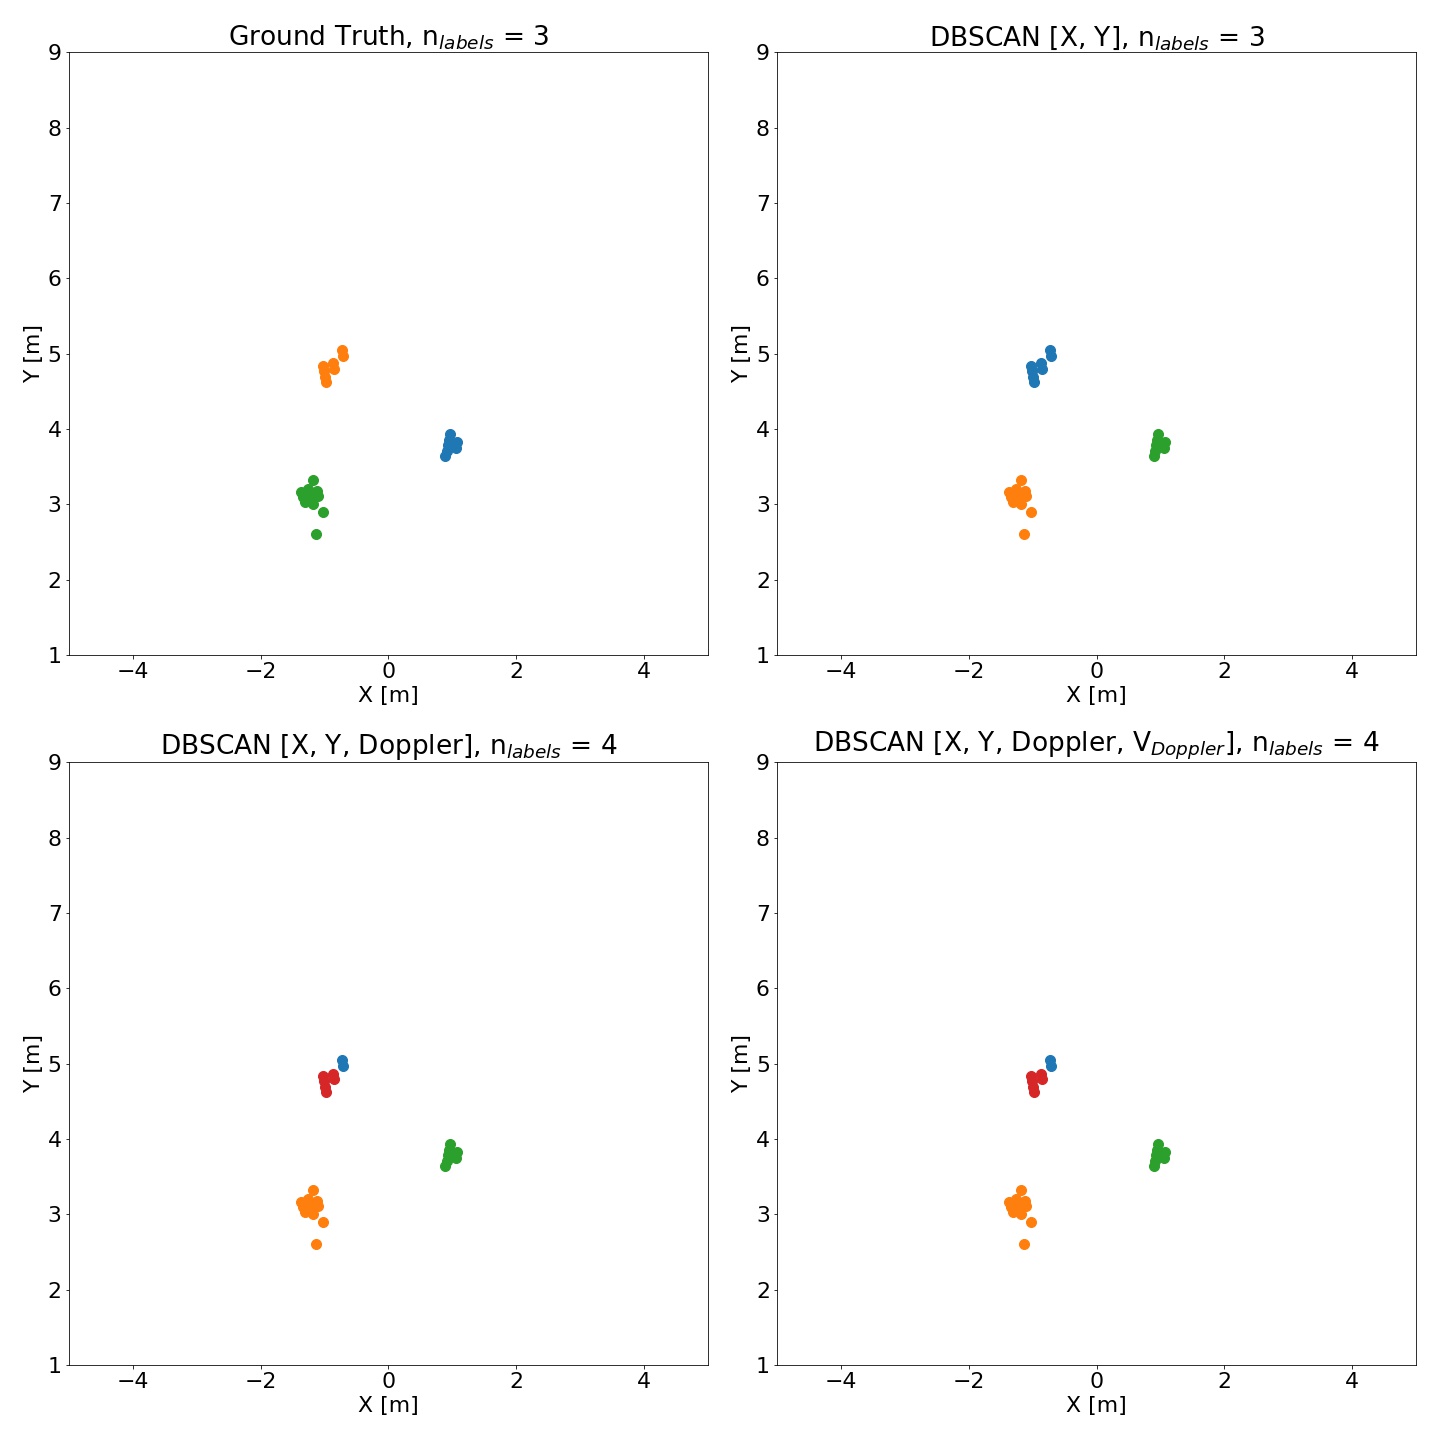 Ground Truth, n_labels = 3
9
8
7
6
5
4
3
2
1
Y [m]
−4 −2 0 2 4
X [m]
DBSCAN [X, Y], n_labels = 3
9
8
7
6
5
4
3
2
1
Y [m]
−4 −2 0 2 4
X [m]
DBSCAN [X, Y, Doppler], n_labels = 4
9
8
7
6
5
4
3
2
1
Y [m]
−4 −2 0 2 4
X [m]
DBSCAN [X, Y, Doppler, V_Doppler], n_labels = 4
9
8
7
6
5
4
3
2
1
Y [m]
−4 −2 0 2 4
X [m]